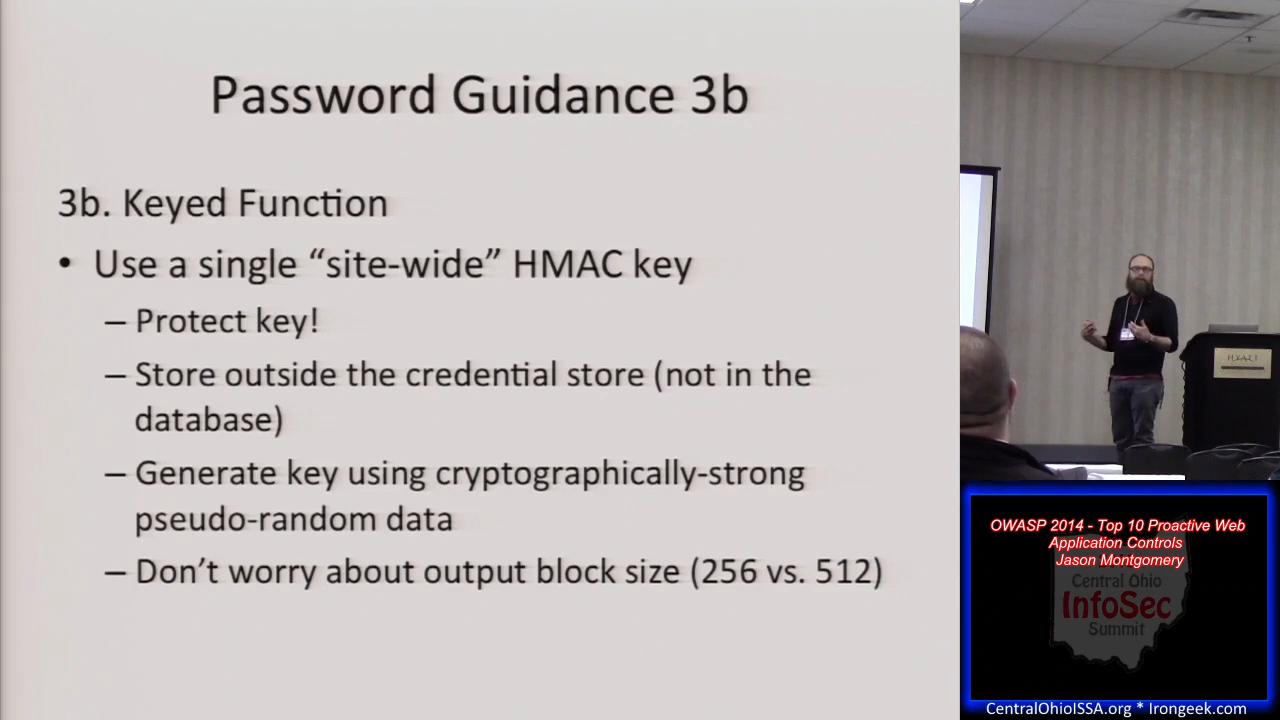 Password Guidance 3b
3b. Keyed Function
• Use a single “site-wide” HMAC key
– Protect key!
– Store outside the credential store (not in the
database)
– Generate key using cryptographically-strong
pseudo-random data
– Don’t worry about output block size (256 vs. 512)
HYATT
OWASP 2014 - Top 10 Proactive Web
Application Controls
Jason Montgomery
Central Ohio
InfoSec
Summit
CentralOhioISSA.org * Irongeek.com